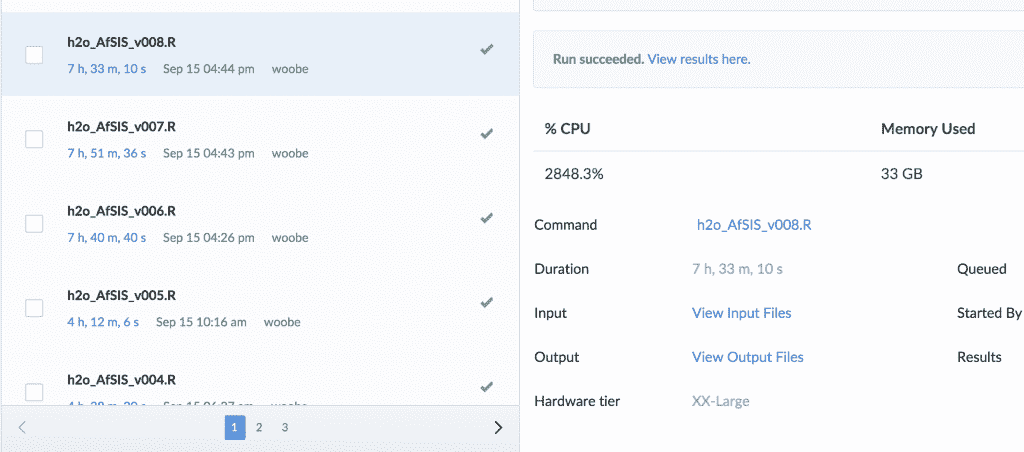 h2o_AfSIS_v008.R
7 h, 33 m, 10 s Sep 15 04:44 pm woobe
h2o_AfSIS_v007.R
7 h, 51 m, 36 s Sep 15 04:43 pm woobe
h2o_AfSIS_v006.R
7 h, 40 m, 40 s Sep 15 04:26 pm woobe
h2o_AfSIS_v005.R
4 h, 12 m, 6 s Sep 15 10:16 am woobe
h2o_AfSIS_v004.R
1 2 3
Run succeeded. View results here.
% CPU Memory Used
2848.3% 33 GB
Command h2o_AfSIS_v008.R
Duration 7 h, 33 m, 10 s Queued
Input View Input Files Started By
Output View Output Files Results
Hardware tier XX-Large